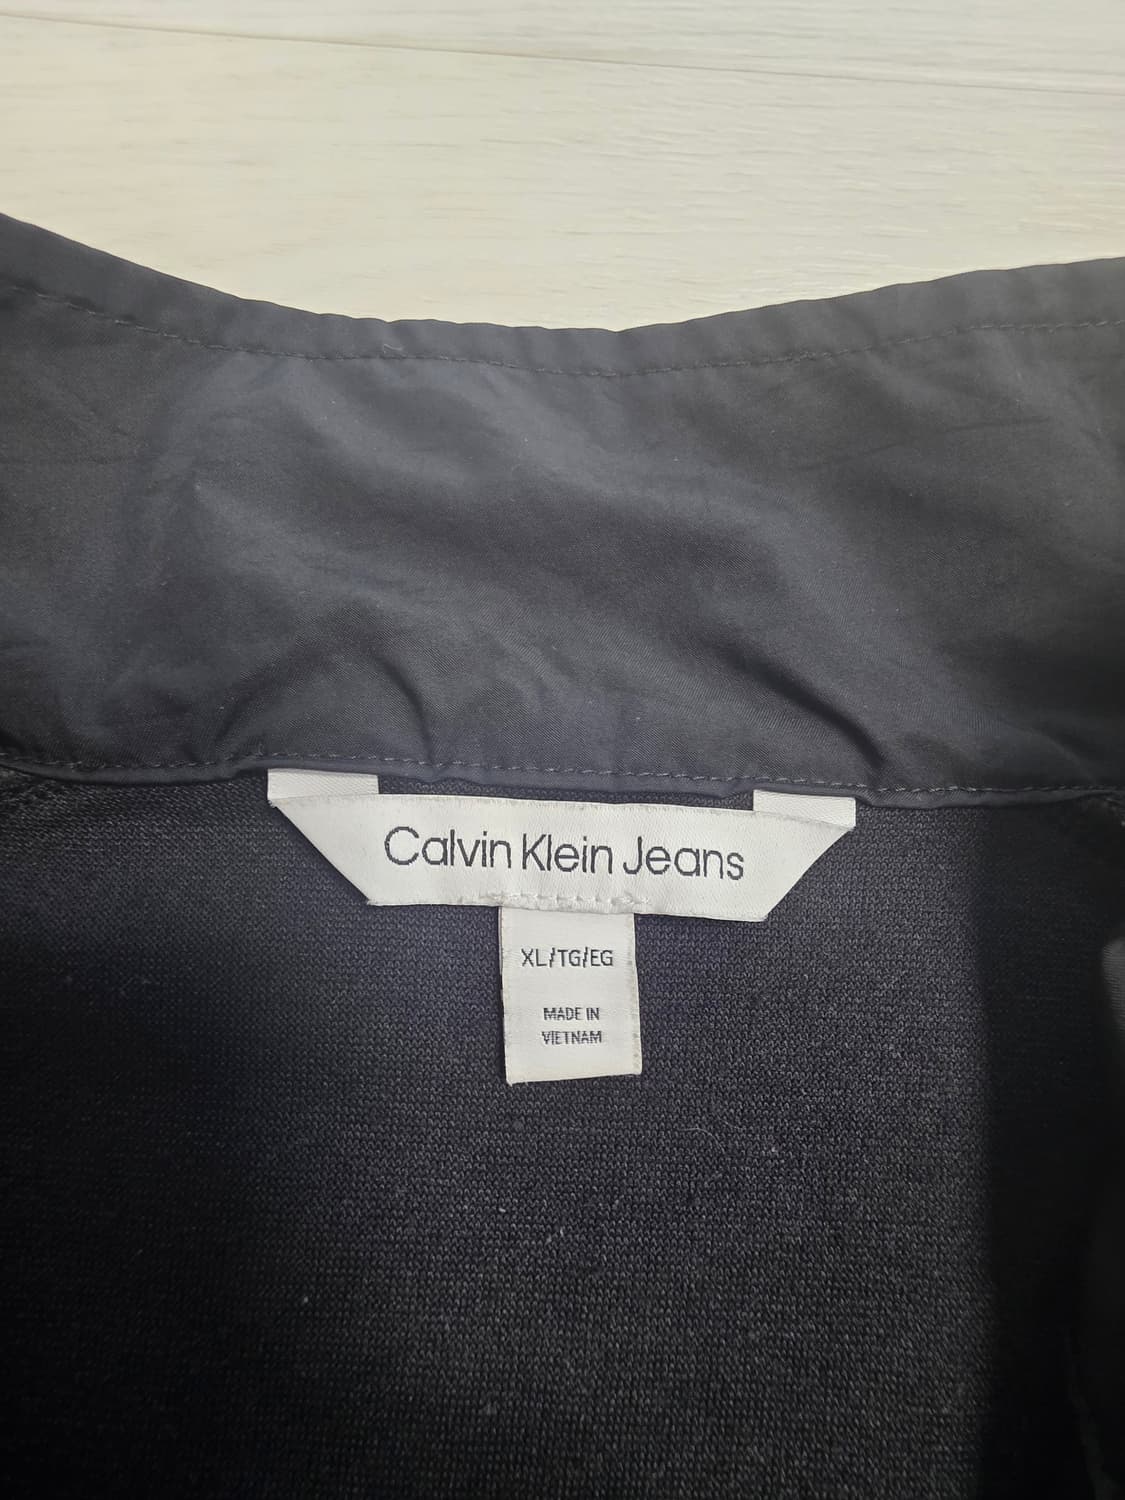 Calvin Klein Jeans
XL/TG/EG
MADE IN
VIETNAM